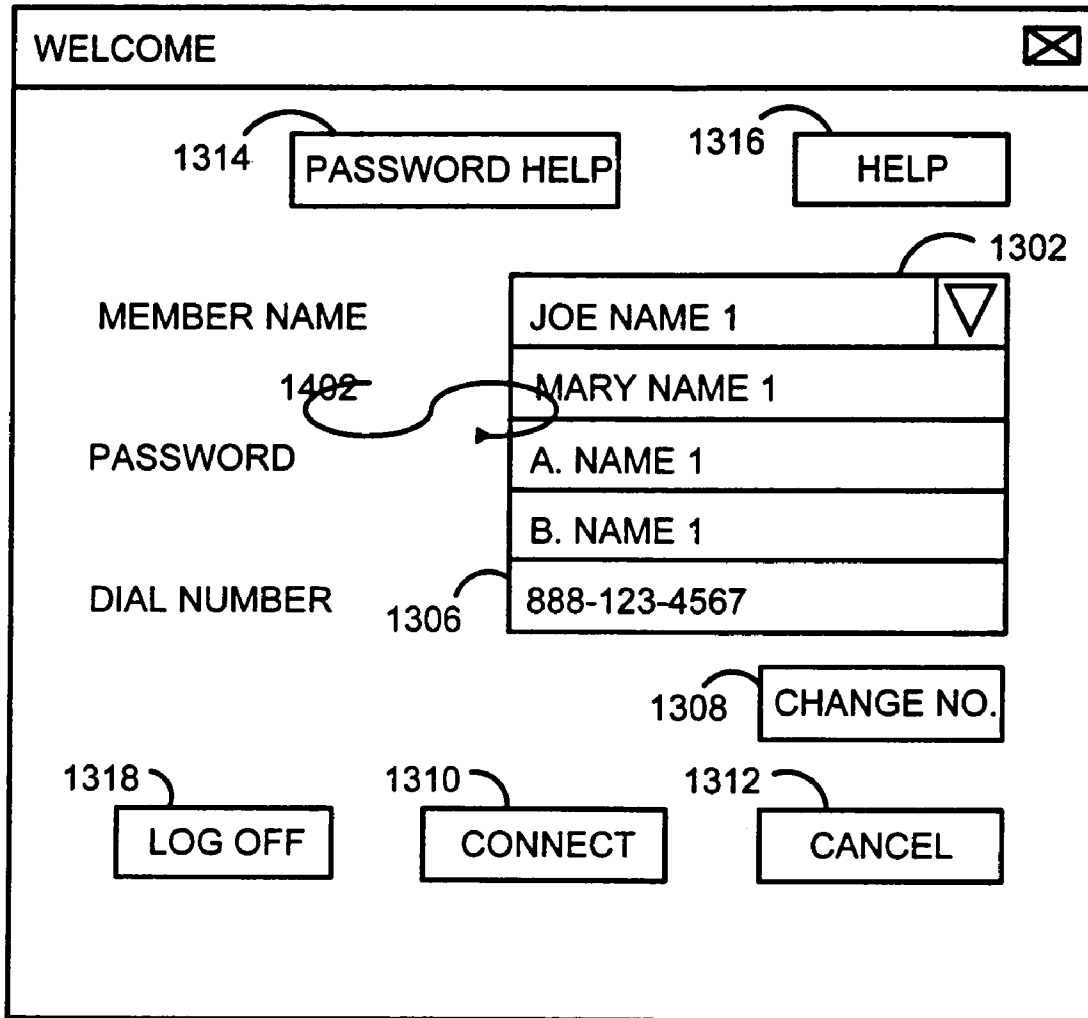 WELCOME
1314 PASSWORD HELP 1316 HELP
1302
MEMBER NAME JOE NAME 1
1402 MARY NAME 1
PASSWORD A. NAME 1
B. NAME 1
DIAL NUMBER 1306 888-123-4567
1308 CHANGE NO.
1318 1310 1312
LOG OFF CONNECT CANCEL